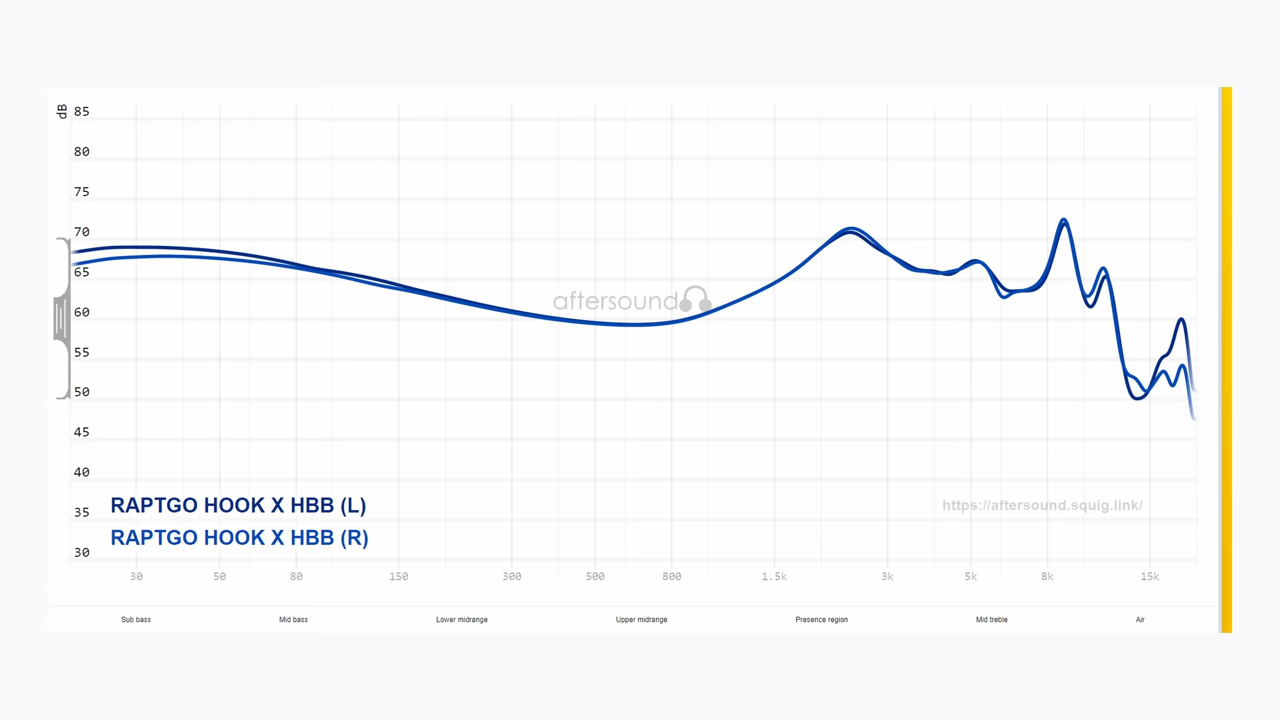 dB
85
80
75
70
65
60
55
50
45
40
35
30
aftersound
RAPTGO HOOK X HBB (L)
RAPTGO HOOK X HBB (R)
https://aftersound.squig.link/
30 50 80 150 300 500 800 1.5k 3k 5k 8k 15k
Sub bass Mid bass Lower midrange Upper midrange Presence region Mid treble Air